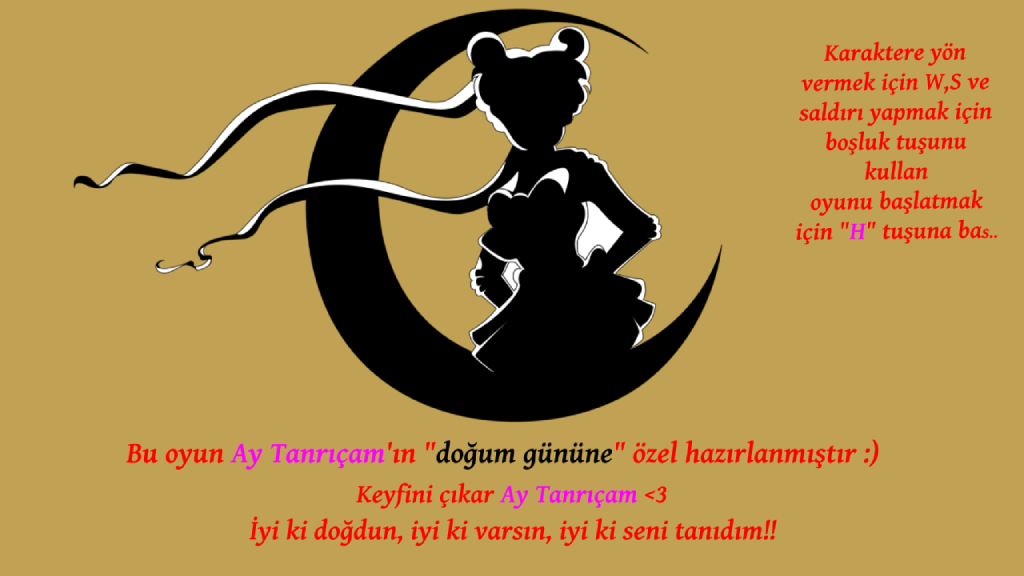 Karaktere yön
vermek için W,S ve
saldırı yapmak için
boşluk tuşunu
kullan
oyunu başlatmak
için "H" tuşuna bas..
Bu oyun Ay Tanrıçam'ın "doğum gününe" özel hazırlanmıştır :)
Keyfini çıkar Ay Tanrıçam <3
İyi ki doğdun, iyi ki varsın, iyi ki seni tanıdım!!